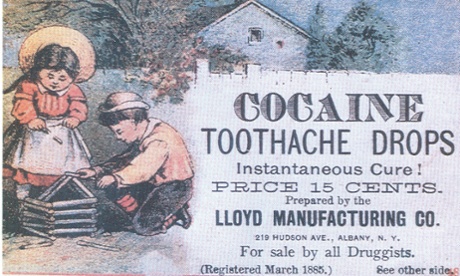 COCAINE
TOOTHACHE DROPS
Instantaneous Cure!
PRICE 15 CENTS.
Prepared by the
LLOYD MANUFACTURING CO.
219 HUDSON AVE., ALBANY, N. Y.
For sale by all Druggists.
(Registered March 1885.) See other side.